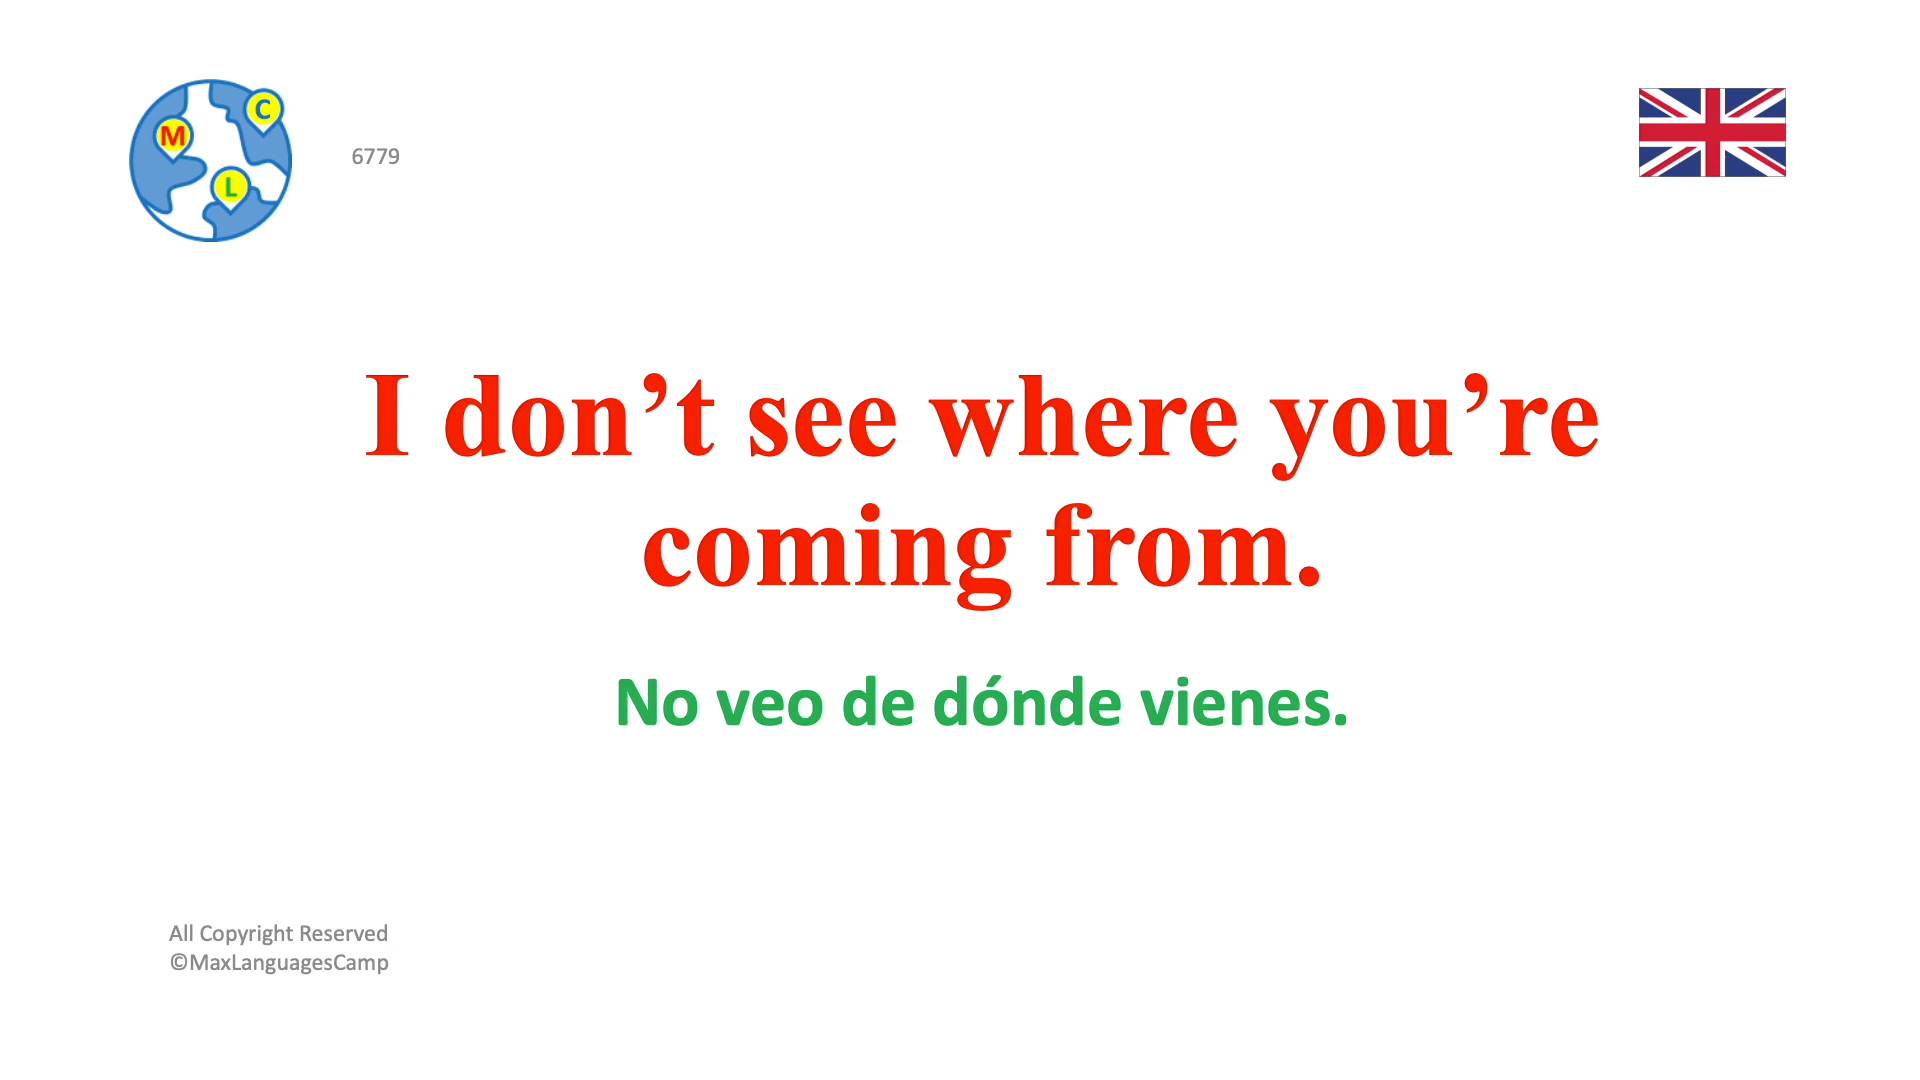 C
M
6779
L
I don’t see where you’re
coming from.
No veo de dónde vienes.
All Copyright Reserved
©MaxLanguagesCamp